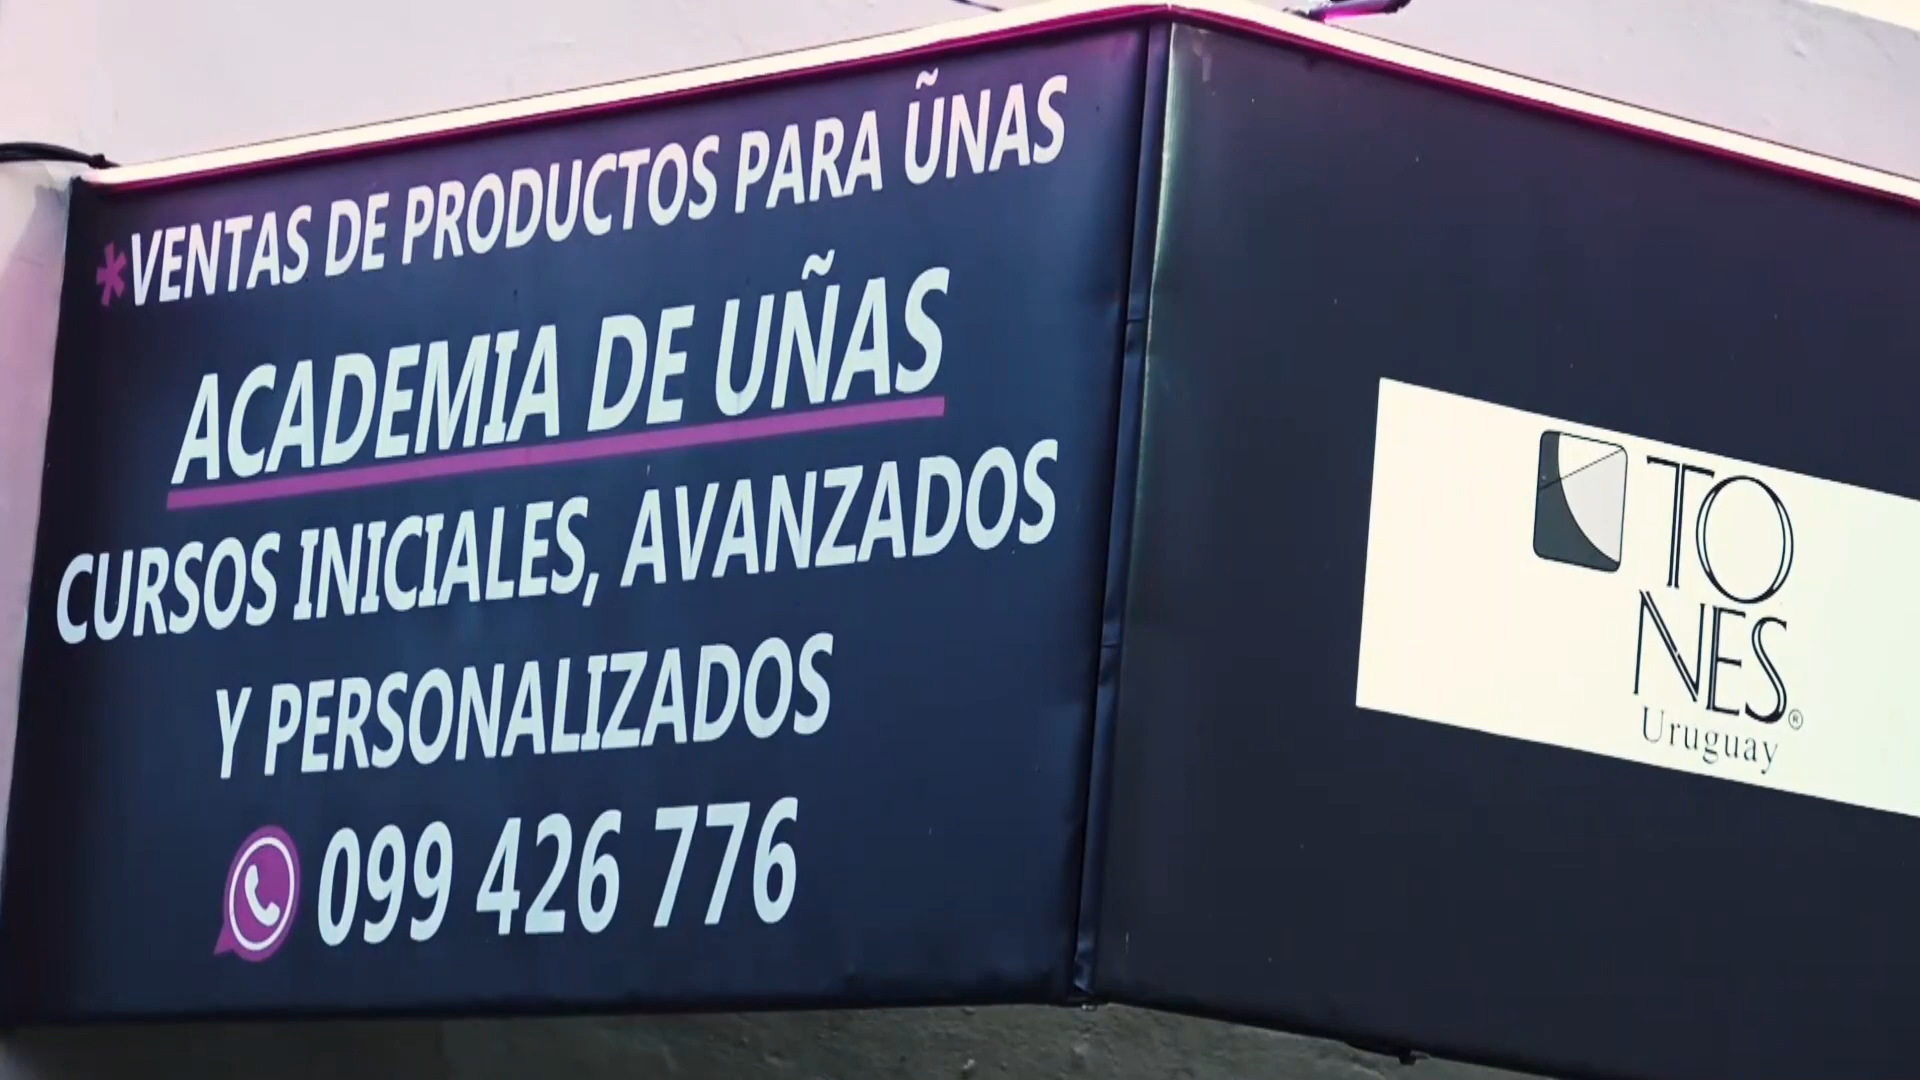 *VENTAS DE PRODUCTOS PARA ŨNAS
ACADEMIA DE UÑAS
CURSOS INICIALES, AVANZADOS
Y PERSONALIZADOS
099 426 776
TO
NES®
Uruguay